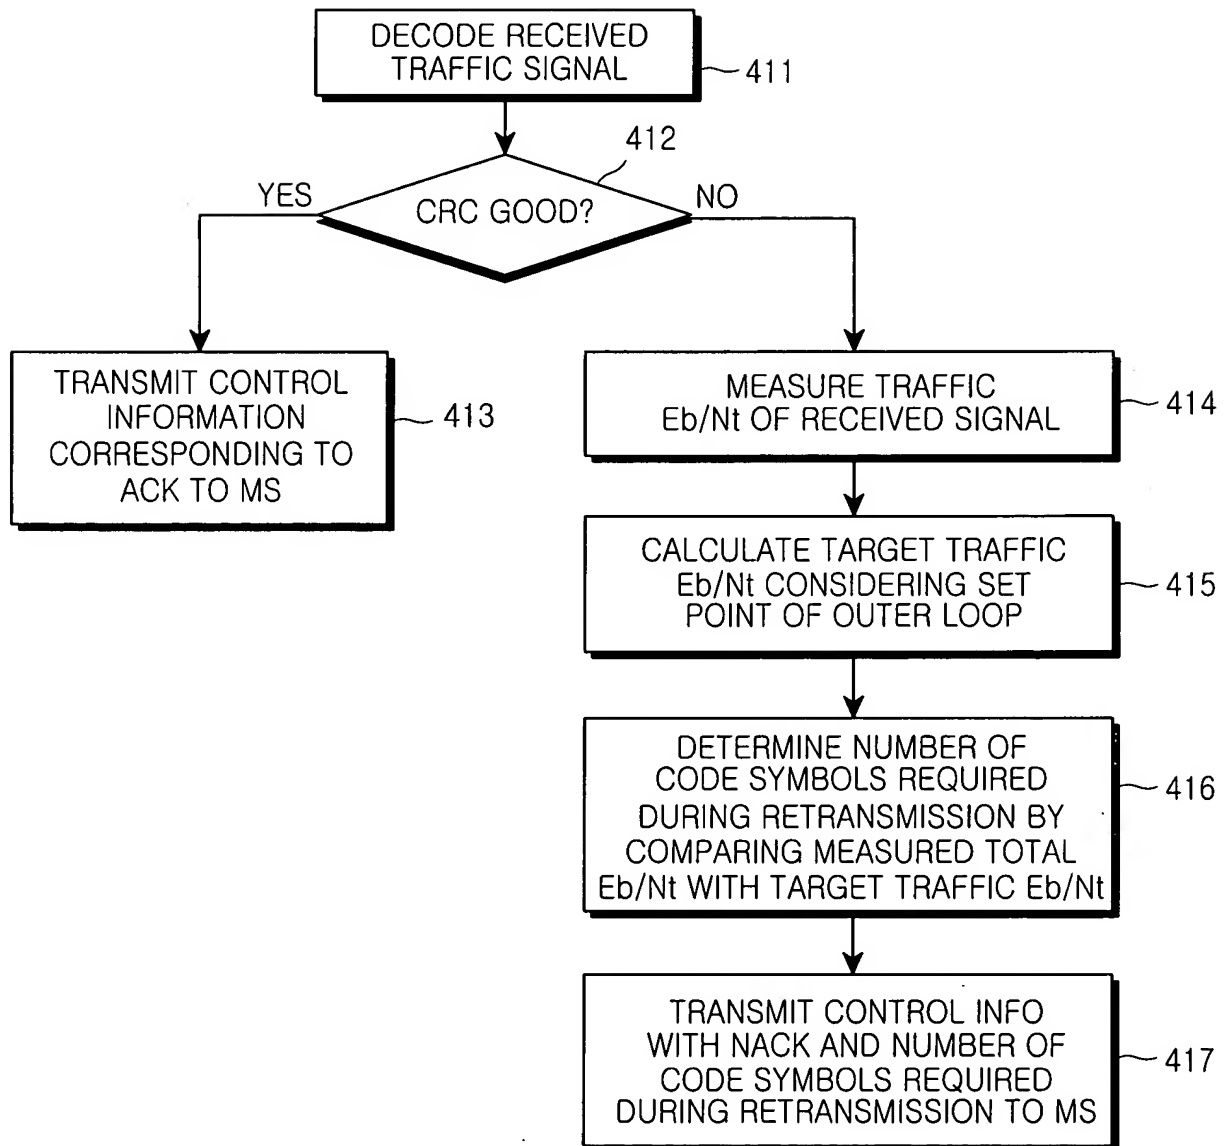 DECODE RECEIVED
TRAFFIC SIGNAL
411
412
YES
CRC GOOD?
NO
TRANSMIT CONTROL
INFORMATION
CORRESPONDING TO
ACK TO MS
413
MEASURE TRAFFIC
Eb/Nt OF RECEIVED SIGNAL
414
CALCULATE TARGET TRAFFIC
Eb/Nt CONSIDERING SET
POINT OF OUTER LOOP
415
DETERMINE NUMBER OF
CODE SYMBOLS REQUIRED
DURING RETRANSMISSION BY
COMPARING MEASURED TOTAL
Eb/Nt WITH TARGET TRAFFIC Eb/Nt
416
TRANSMIT CONTROL INFO
WITH NACK AND NUMBER OF
CODE SYMBOLS REQUIRED
DURING RETRANSMISSION TO MS
417